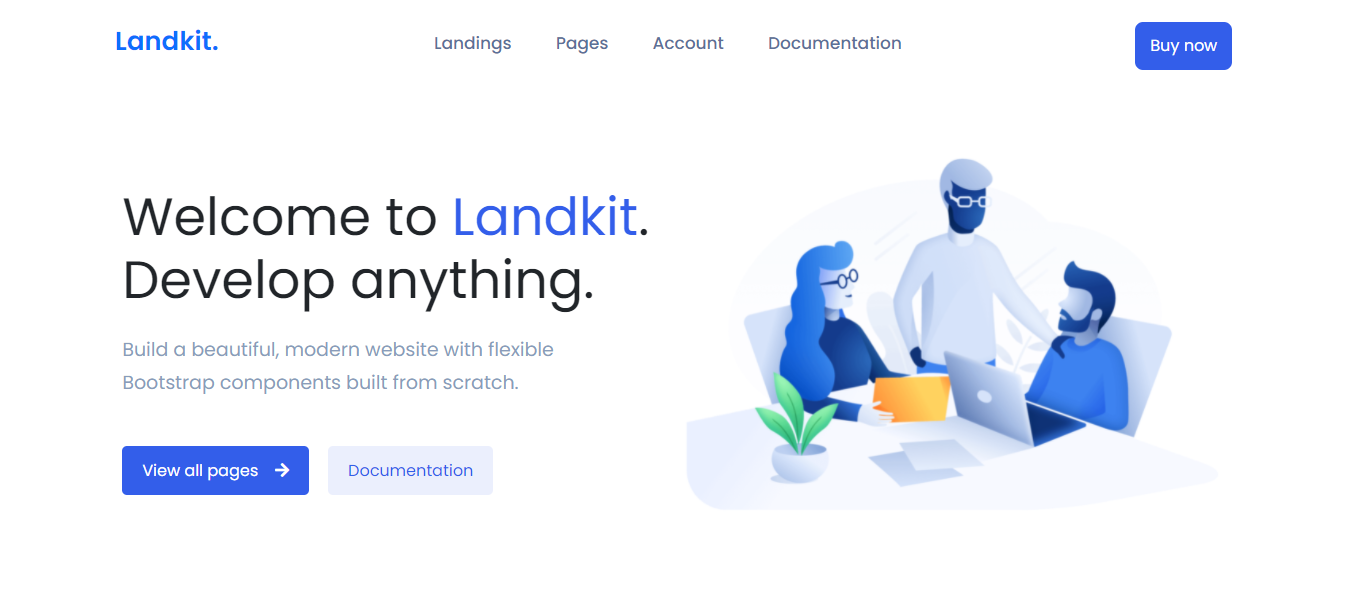 Landkit.
Landings Pages Account Documentation
Buy now
Welcome to Landkit.
Develop anything.
Build a beautiful, modern website with flexible
Bootstrap components built from scratch.
View all pages
Documentation